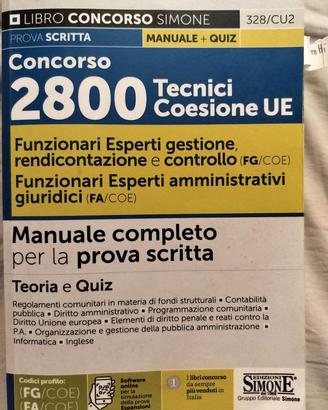 LIBRO CONCORSO SIMONE 328/CU2
PROVA SCRITTA MANUALE + QUIZ
Concorso
2800 Tecnici
Coesione UE
Funzionari Esperti gestione,
rendicontazione e controllo (FG/COE)
Funzionari Esperti amministrativi
giuridici (FA/COE)
Manuale completo
per la prova scritta
Teoria e Quiz
Regolamenti comunitari in materia di fondi strutturali • Contabilità
pubblica • Diritto amministrativo • Programmazione comunitaria •
Diritto Unione europea • Elementi di diritto penale e reati contro la
P.A. • Organizzazione e gestione della pubblica amministrazione •
Informatica • Inglese
Codici profilo:
(FG/COE)
(FA/COE)
Software
online
per la
simulazione
della prova
Espansioni
1
I libri concorso
da sempre
più venduti in
Italia
EDIZIONI
SIMONE
Gruppo Editoriale Simone